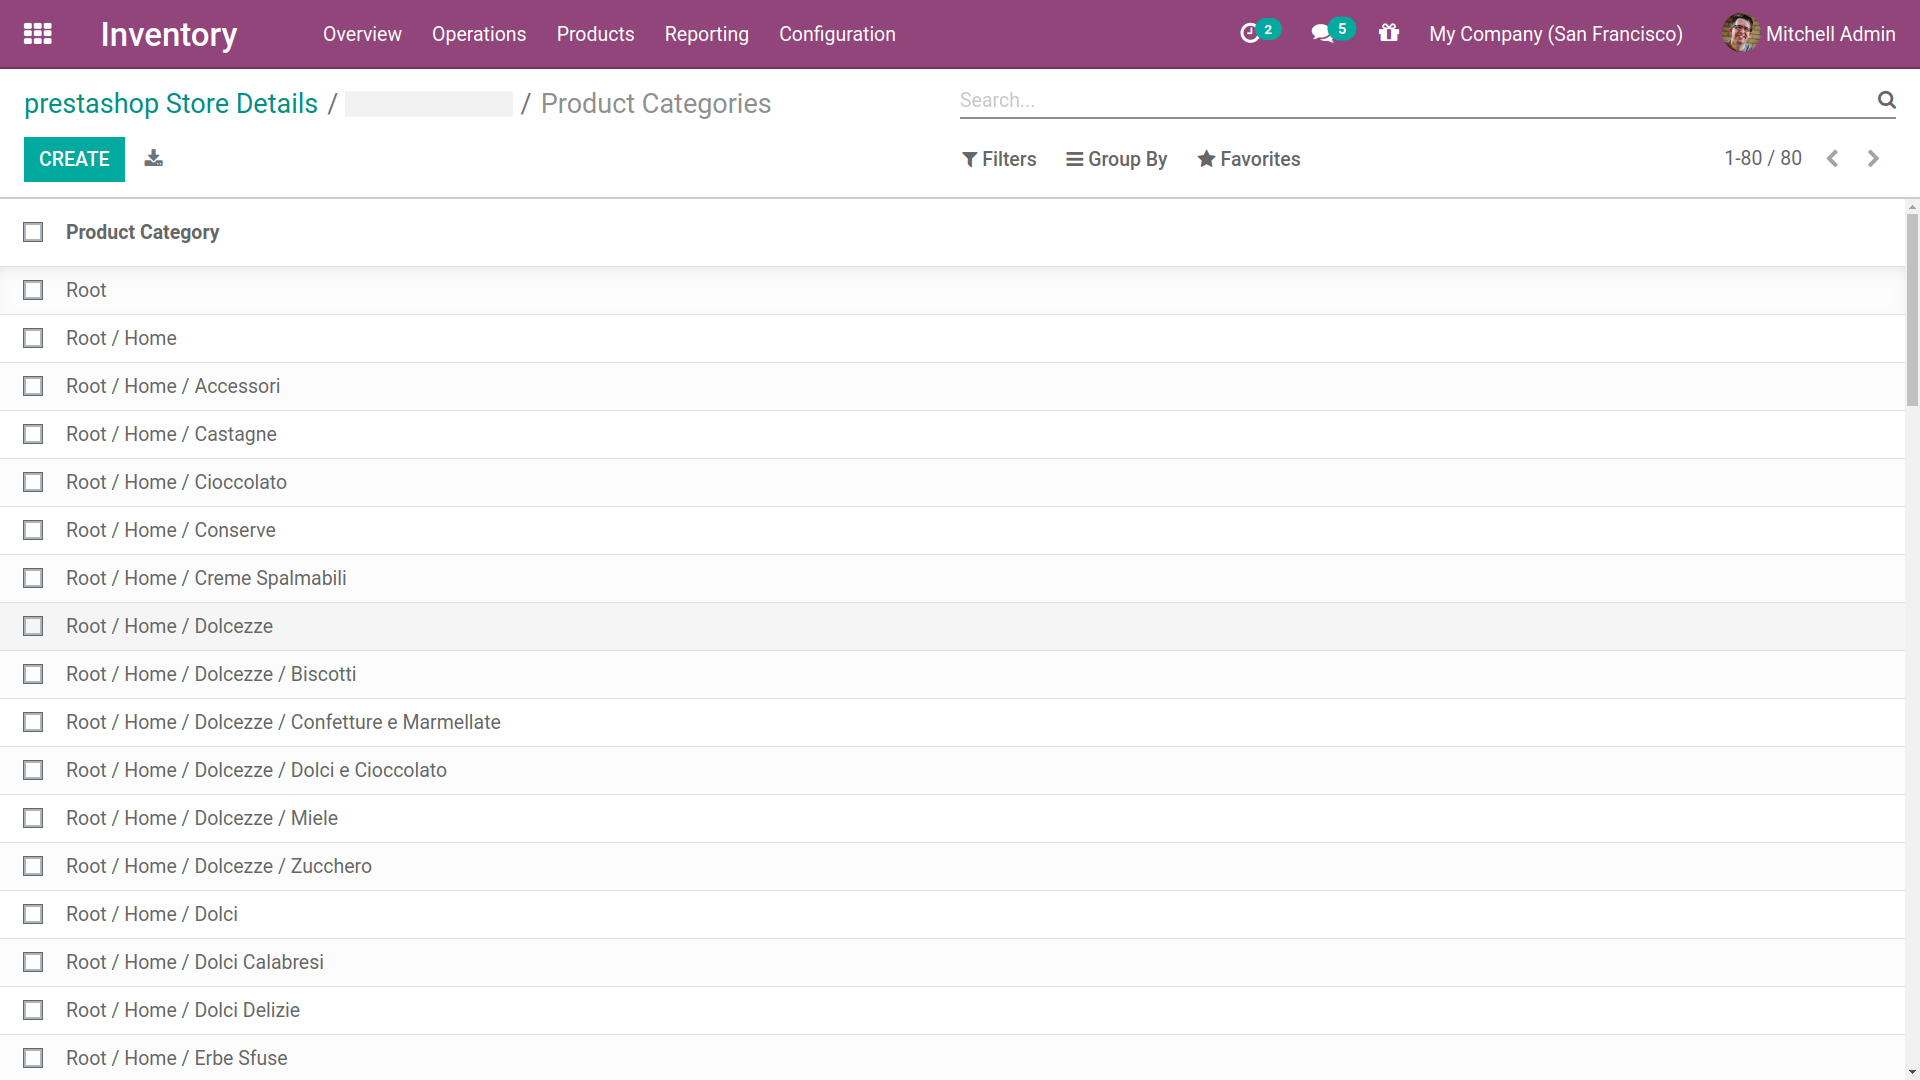 Inventory Overview Operations Products Reporting Configuration 2 5 My Company (San Francisco) Mitchell Admin
prestashop Store Details / / Product Categories
Search...
CREATE Filters Group By Favorites 1-80 / 80
Product Category
Root
Root / Home
Root / Home / Accessori
Root / Home / Castagne
Root / Home / Cioccolato
Root / Home / Conserve
Root / Home / Creme Spalmabili
Root / Home / Dolcezze
Root / Home / Dolcezze / Biscotti
Root / Home / Dolcezze / Confetture e Marmellate
Root / Home / Dolcezze / Dolci e Cioccolato
Root / Home / Dolcezze / Miele
Root / Home / Dolcezze / Zucchero
Root / Home / Dolci
Root / Home / Dolci Calabresi
Root / Home / Dolci Delizie
Root / Home / Erbe Sfuse